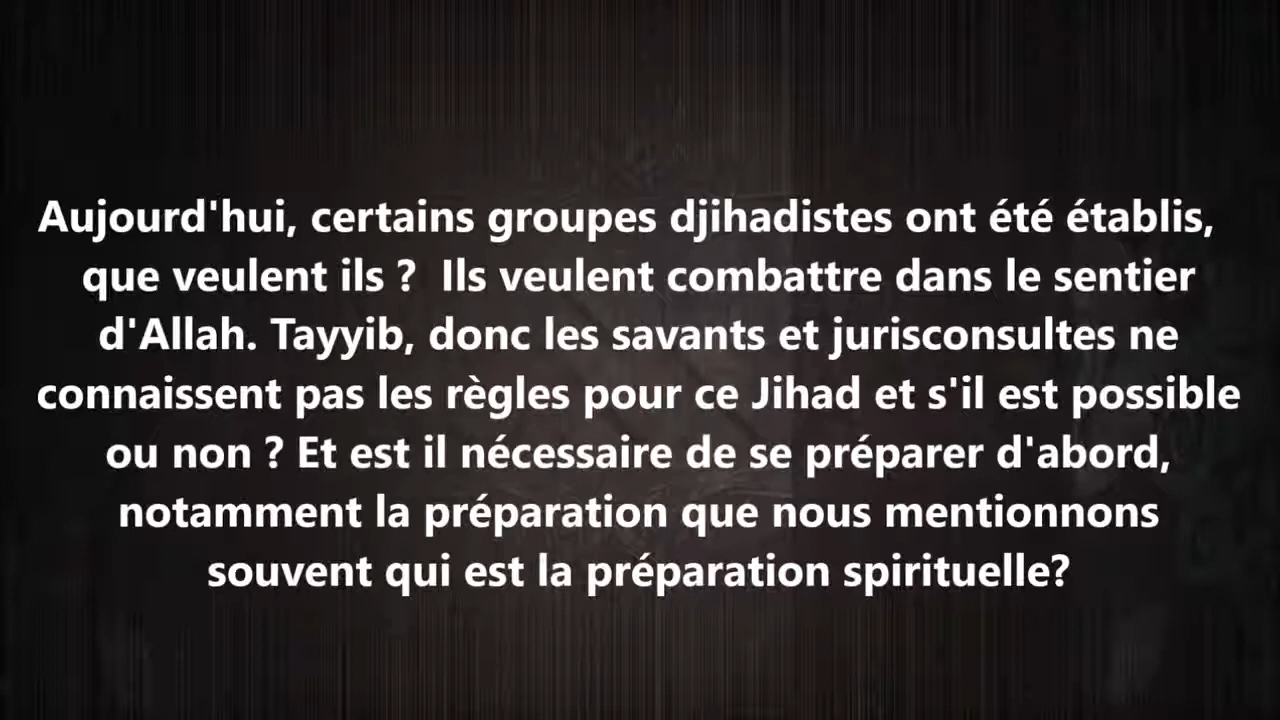 Aujourd'hui, certains groupes djihadistes ont été établis,
que veulent ils ?  Ils veulent combattre dans le sentier
d'Allah. Tayyib, donc les savants et jurisconsultes ne
connaissent pas les règles pour ce Jihad et s'il est possible
ou non ? Et est il nécessaire de se préparer d'abord,
notamment la préparation que nous mentionnons
souvent qui est la préparation spirituelle?